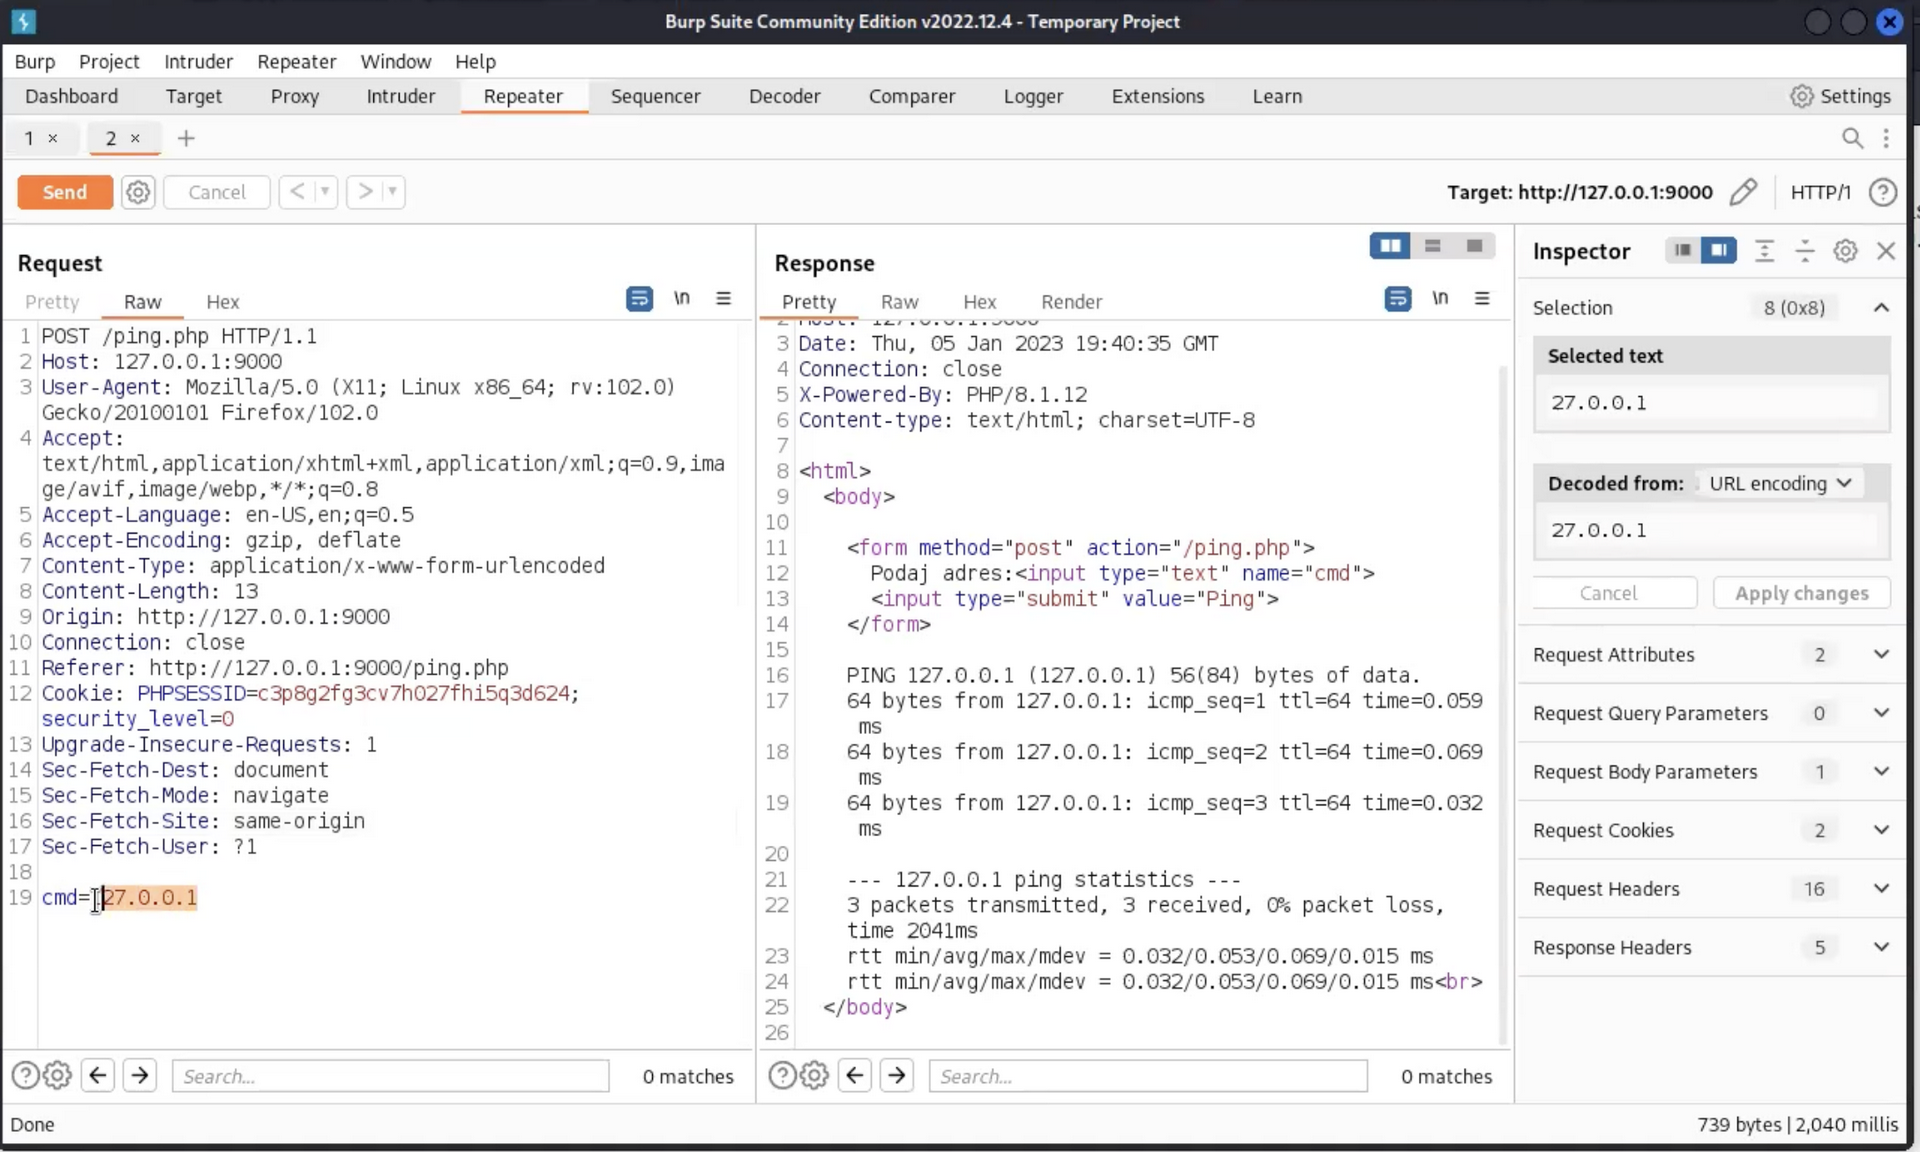 Burp Suite Community Edition v2022.12.4 - Temporary Project
Burp Project Intruder Repeater Window Help
Dashboard Target Proxy Intruder Repeater Sequencer Decoder Comparer Logger Extensions Learn Settings
1 × 2 × +
Send Cancel < > Target: http://127.0.0.1:9000 HTTP/1 ?
Request
Pretty Raw Hex \n
1 POST /ping.php HTTP/1.1
2 Host: 127.0.0.1:9000
3 User-Agent: Mozilla/5.0 (X11; Linux x86_64; rv:102.0)
Gecko/20100101 Firefox/102.0
4 Accept:
text/html,application/xhtml+xml,application/xml;q=0.9,ima
ge/avif,image/webp,*/*;q=0.8
5 Accept-Language: en-US,en;q=0.5
6 Accept-Encoding: gzip, deflate
7 Content-Type: application/x-www-form-urlencoded
8 Content-Length: 13
9 Origin: http://127.0.0.1:9000
10 Connection: close
11 Referer: http://127.0.0.1:9000/ping.php
12 Cookie: PHPSESSID=c3p8g2fg3cv7h027fhi5q3d624;
security_level=0
13 Upgrade-Insecure-Requests: 1
14 Sec-Fetch-Dest: document
15 Sec-Fetch-Mode: navigate
16 Sec-Fetch-Site: same-origin
17 Sec-Fetch-User: ?1
18
19 cmd=127.0.0.1
? Search... 0 matches
Response
Pretty Raw Hex Render \n
2 Host: 127.0.0.1:9000
3 Date: Thu, 05 Jan 2023 19:40:35 GMT
4 Connection: close
5 X-Powered-By: PHP/8.1.12
6 Content-type: text/html; charset=UTF-8
7
8 <html>
9 <body>
10
11 <form method="post" action="/ping.php">
12 Podaj adres:<input type="text" name="cmd">
13 <input type="submit" value="Ping">
14 </form>
15
16 PING 127.0.0.1 (127.0.0.1) 56(84) bytes of data.
17 64 bytes from 127.0.0.1: icmp_seq=1 ttl=64 time=0.059
ms
18 64 bytes from 127.0.0.1: icmp_seq=2 ttl=64 time=0.069
ms
19 64 bytes from 127.0.0.1: icmp_seq=3 ttl=64 time=0.032
ms
20
21 --- 127.0.0.1 ping statistics ---
22 3 packets transmitted, 3 received, 0% packet loss,
time 2041ms
23 rtt min/avg/max/mdev = 0.032/0.053/0.069/0.015 ms
24 rtt min/avg/max/mdev = 0.032/0.053/0.069/0.015 ms<br>
25 </body>
26
? Search... 0 matches
Inspector
Selection 8 (0x8)
Selected text
27.0.0.1
Decoded from: URL encoding
27.0.0.1
Cancel Apply changes
Request Attributes 2
Request Query Parameters 0
Request Body Parameters 1
Request Cookies 2
Request Headers 16
Response Headers 5
Done 739 bytes | 2,040 millis